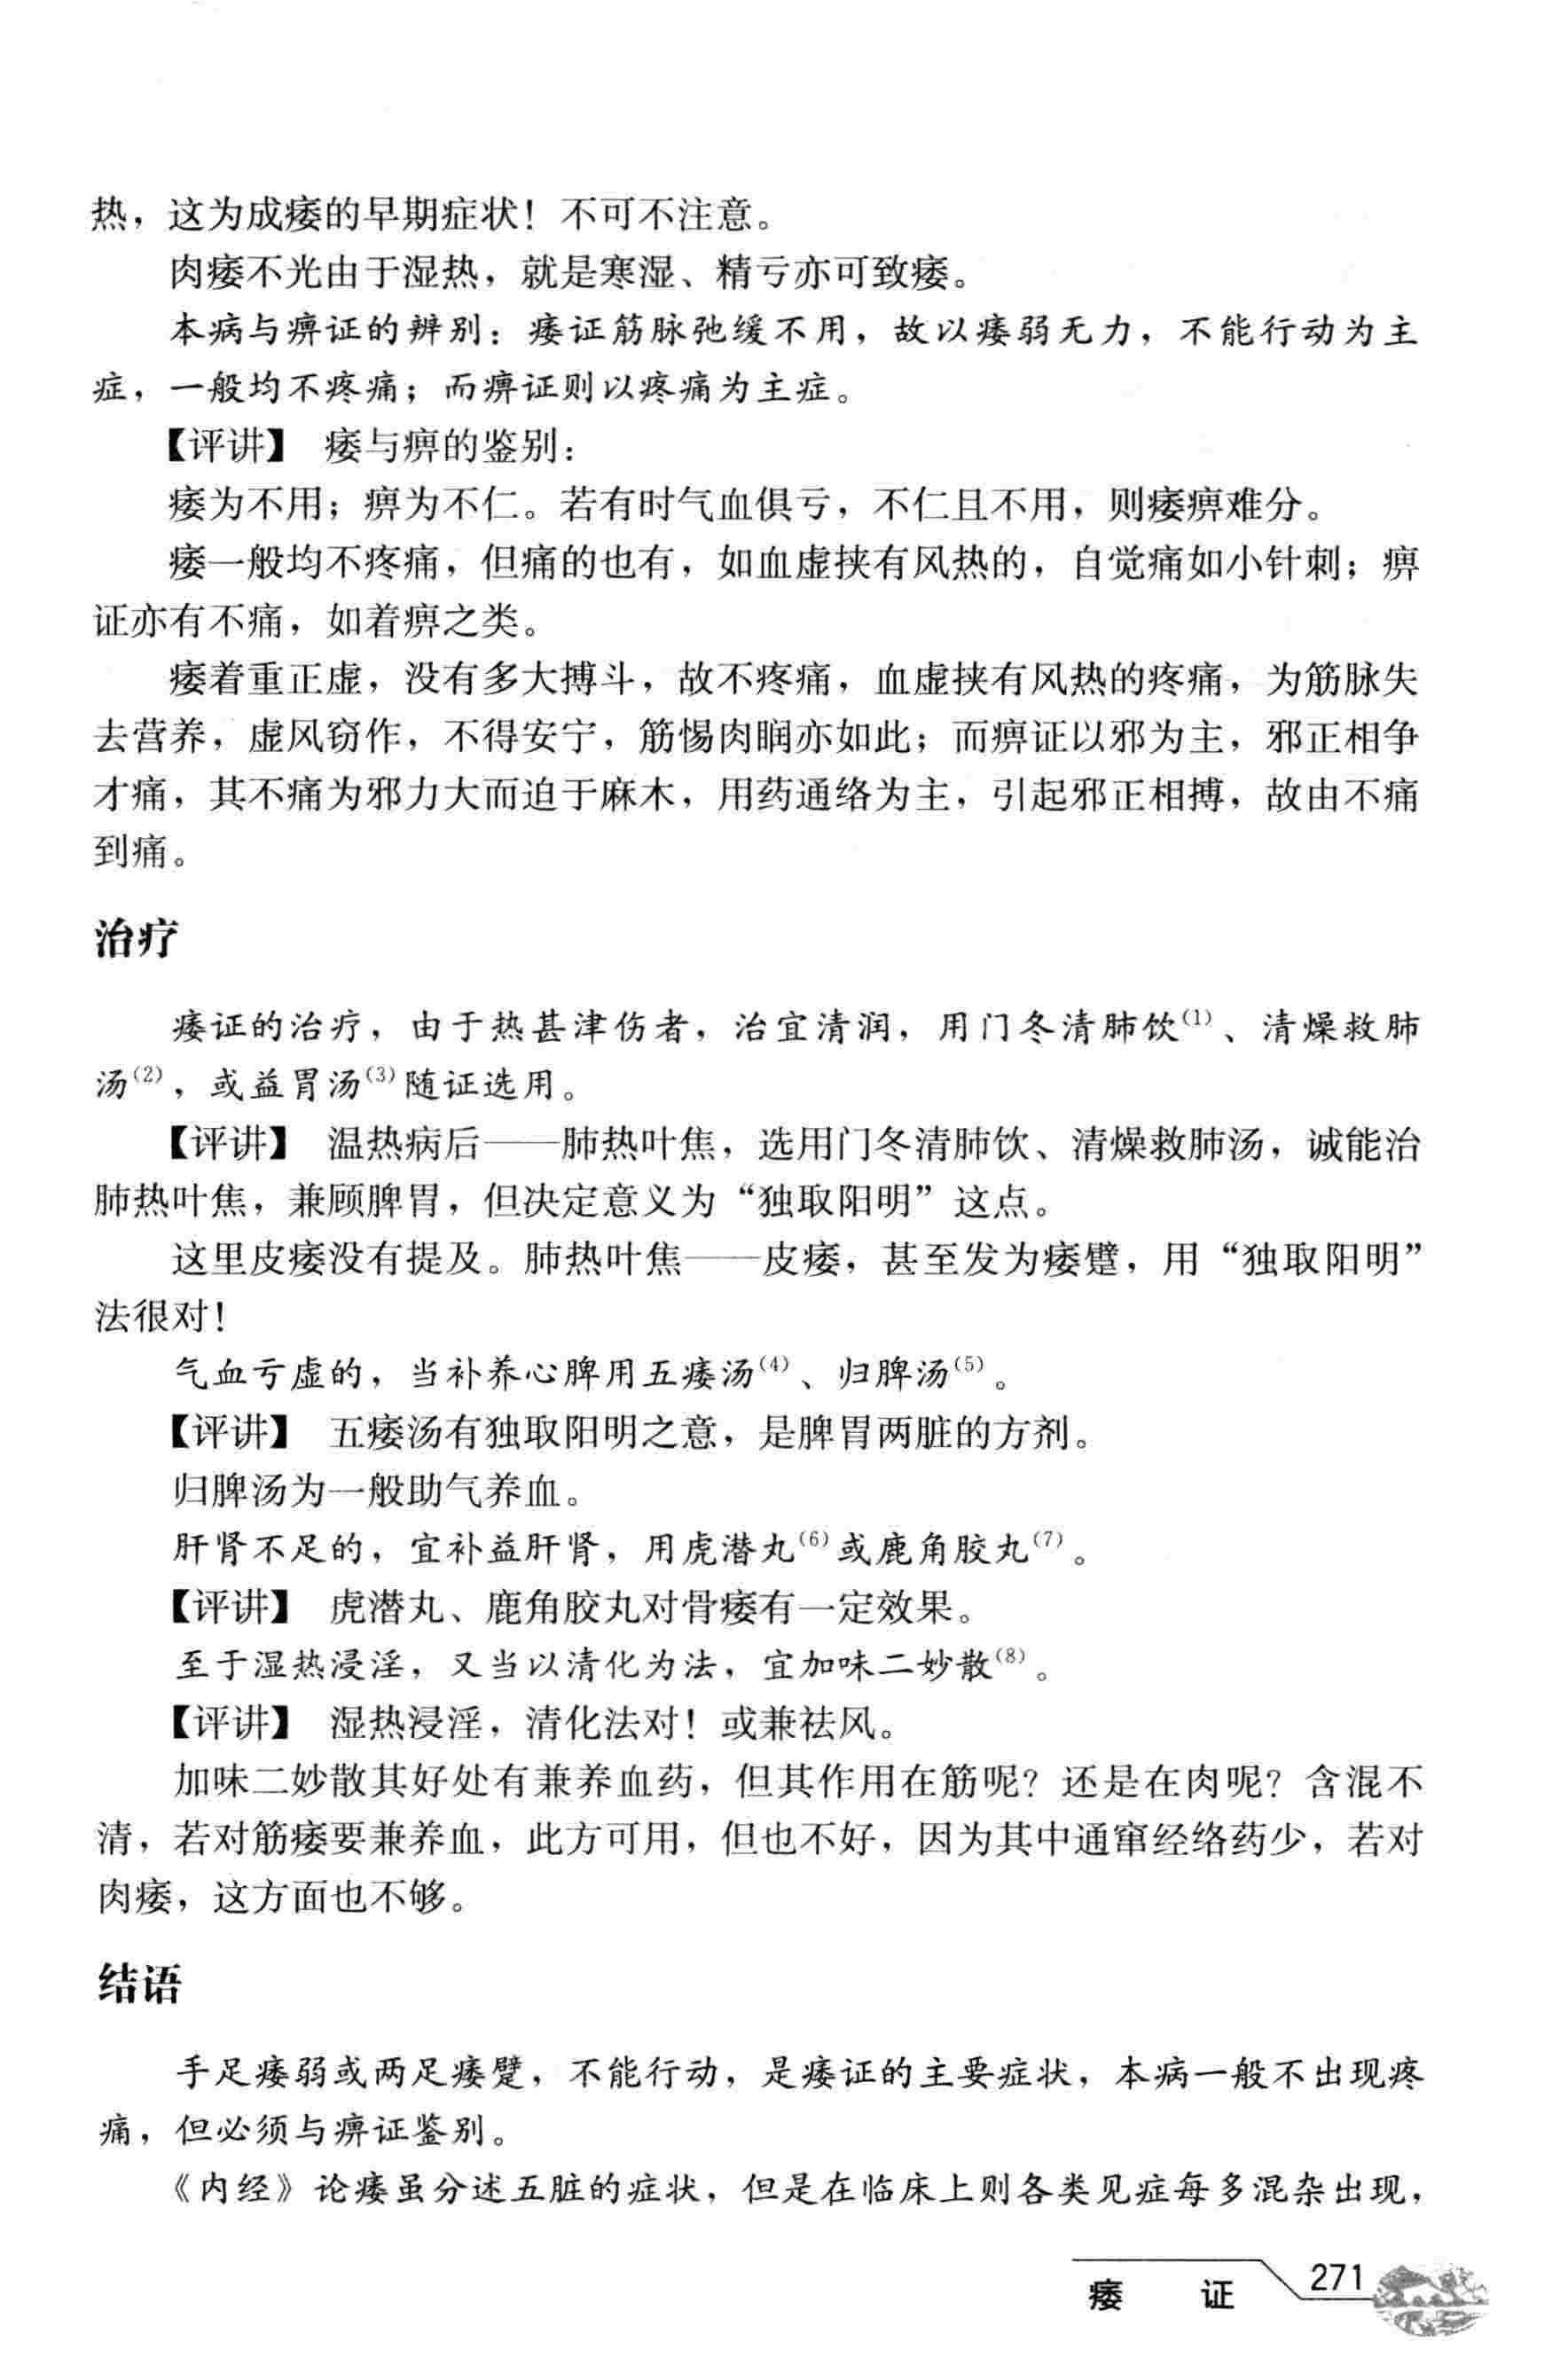 热，这为成痿的早期症状！不可不注意。
肉痿不光由于湿热，就是寒湿、精亏亦可致痿。
本病与痹证的辨别：痿证筋脉弛缓不用，故以痿弱无力，不能行动为主
症，一般均不疼痛；而痹证则以疼痛为主症。
【评讲】 痿与痹的鉴别：
痿为不用；痹为不仁。若有时气血俱亏，不仁且不用，则痿痹难分。
痿一般均不疼痛，但痛的也有，如血虚挟有风热的，自觉痛如小针刺；痹
证亦有不痛，如着痹之类。
痿着重正虚，没有多大搏斗，故不疼痛，血虚挟有风热的疼痛，为筋脉失
去营养，虚风窃作，不得安宁，筋惕肉瞤亦如此；而痹证以邪为主，邪正相争
才痛，其不痛为邪力大而迫于麻木，用药通络为主，引起邪正相搏，故由不痛
到痛。
治疗
痿证的治疗，由于热甚津伤者，治宜清润，用门冬清肺饮(1)、清燥救肺
汤(2)，或益胃汤(3)随证选用。
【评讲】 温热病后——肺热叶焦，选用门冬清肺饮、清燥救肺汤，诚能治
肺热叶焦，兼顾脾胃，但决定意义为“独取阳明”这点。
这里皮痿没有提及。肺热叶焦——皮痿，甚至发为痿躄，用“独取阳明”
法很对！
气血亏虚的，当补养心脾用五痿汤(4)、归脾汤(5)。
【评讲】 五痿汤有独取阳明之意，是脾胃两脏的方剂。
归脾汤为一般助气养血。
肝肾不足的，宜补益肝肾，用虎潜丸(6)或鹿角胶丸(7)。
【评讲】 虎潜丸、鹿角胶丸对骨痿有一定效果。
至于湿热浸淫，又当以清化为法，宜加味二妙散(8)。
【评讲】 湿热浸淫，清化法对！或兼祛风。
加味二妙散其好处有兼养血药，但其作用在筋呢？还是在肉呢？含混不
清，若对筋痿要兼养血，此方可用，但也不好，因为其中通窜经络药少，若对
肉痿，这方面也不够。
结语
手足痿弱或两足痿躄，不能行动，是痿证的主要症状，本病一般不出现疼
痛，但必须与痹证鉴别。
《内经》论痿虽分述五脏的症状，但是在临床上则各类见症每多混杂出现，
痿 证 271